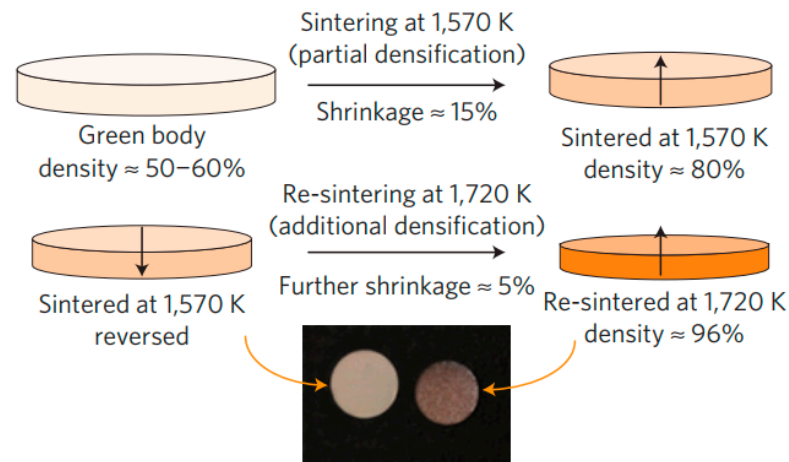 Sintering at 1,570 K
(partial densification)
Shrinkage ≈ 15%
Green body
density ≈ 50–60%
Sintered at 1,570 K
density ≈ 80%
Re-sintering at 1,720 K
(additional densification)
Further shrinkage ≈ 5%
Sintered at 1,570 K
reversed
Re-sintered at 1,720 K
density ≈ 96%